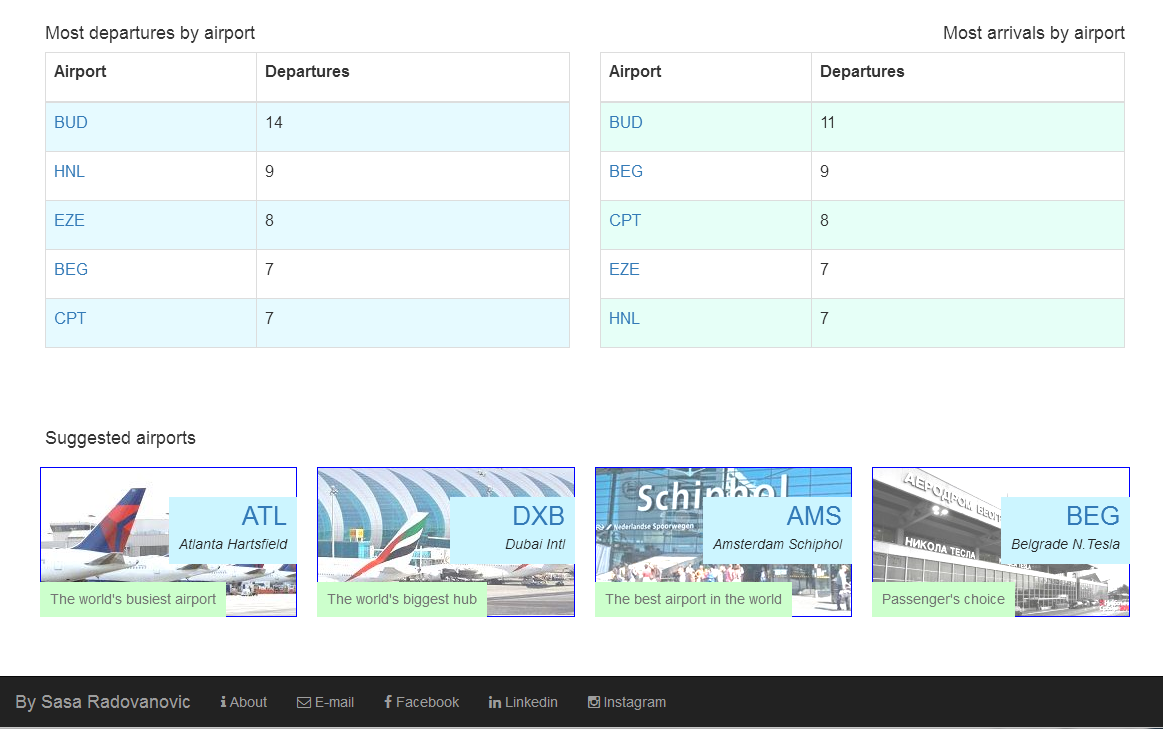 Most departures by airport
Most arrivals by airport
Airport Departures
BUD 14
HNL 9
EZE 8
BEG 7
CPT 7
Airport Departures
BUD 11
BEG 9
CPT 8
EZE 7
HNL 7
Suggested airports
ATL
Atlanta Hartsfield
The world's busiest airport
DXB
Dubai Intl
The world's biggest hub
Schiphol
Nederlandse Spoorwegen
AMS
Amsterdam Schiphol
The best airport in the world
АЕРОДРОМ
НИКОЛА ТЕСЛА
BEG
Belgrade N.Tesla
Passenger's choice
By Sasa Radovanovic About E-mail Facebook Linkedin Instagram